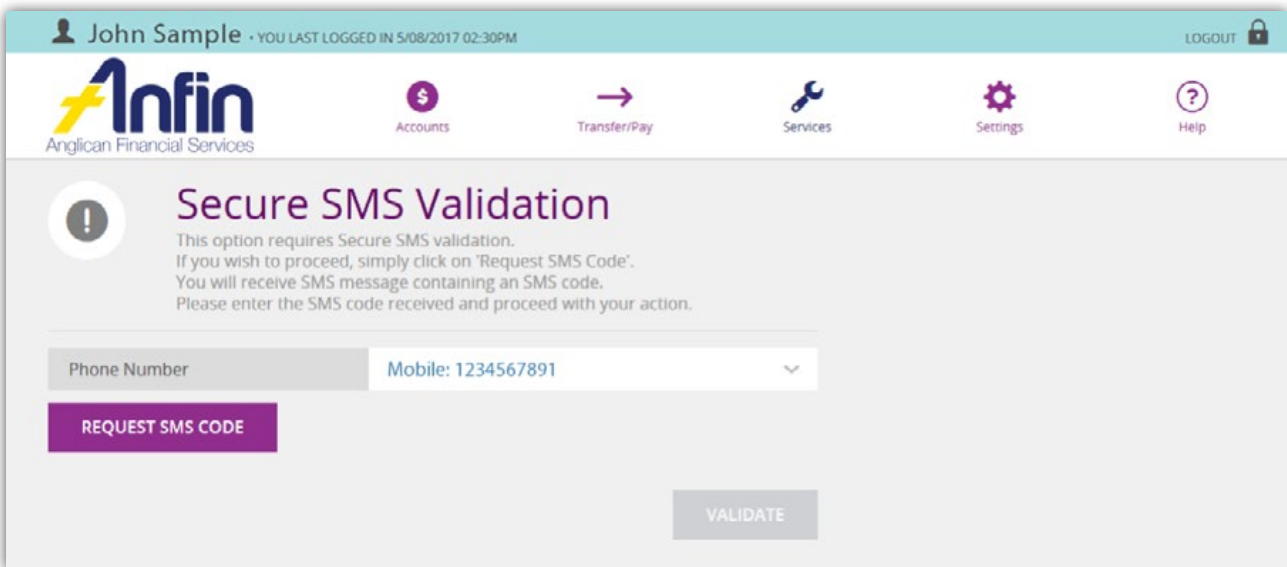 John Sample • YOU LAST LOGGED IN 5/08/2017 02:30PM LOGOUT
Anfin
Anglican Financial Services
$
Accounts
Transfer/Pay
Services
Settings
?
Help
!
Secure SMS Validation
This option requires Secure SMS validation.
If you wish to proceed, simply click on 'Request SMS Code'.
You will receive SMS message containing an SMS code.
Please enter the SMS code received and proceed with your action.
Phone Number Mobile: 1234567891
REQUEST SMS CODE
VALIDATE